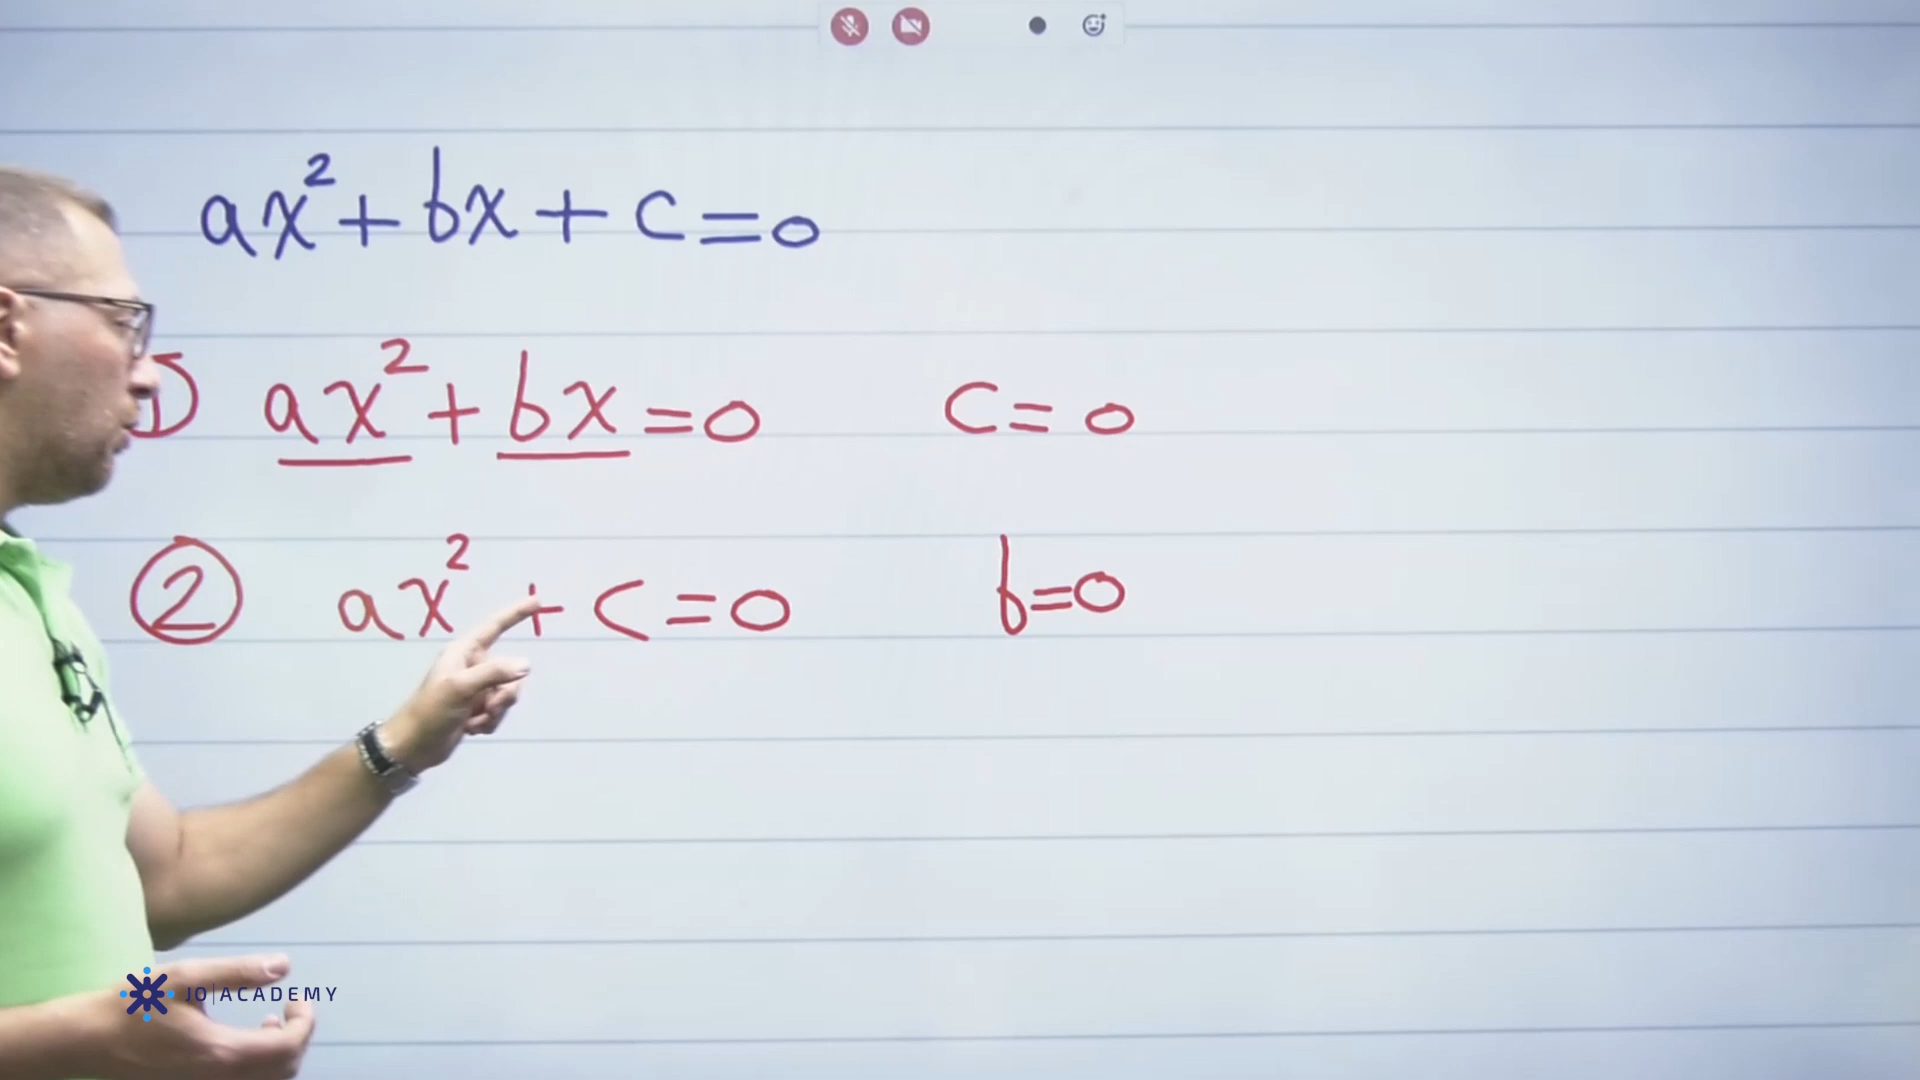 ax² + bx + c = 0
① ax² + bx = 0 c = 0
② ax² + c = 0 b = 0
JO|ACADEMY